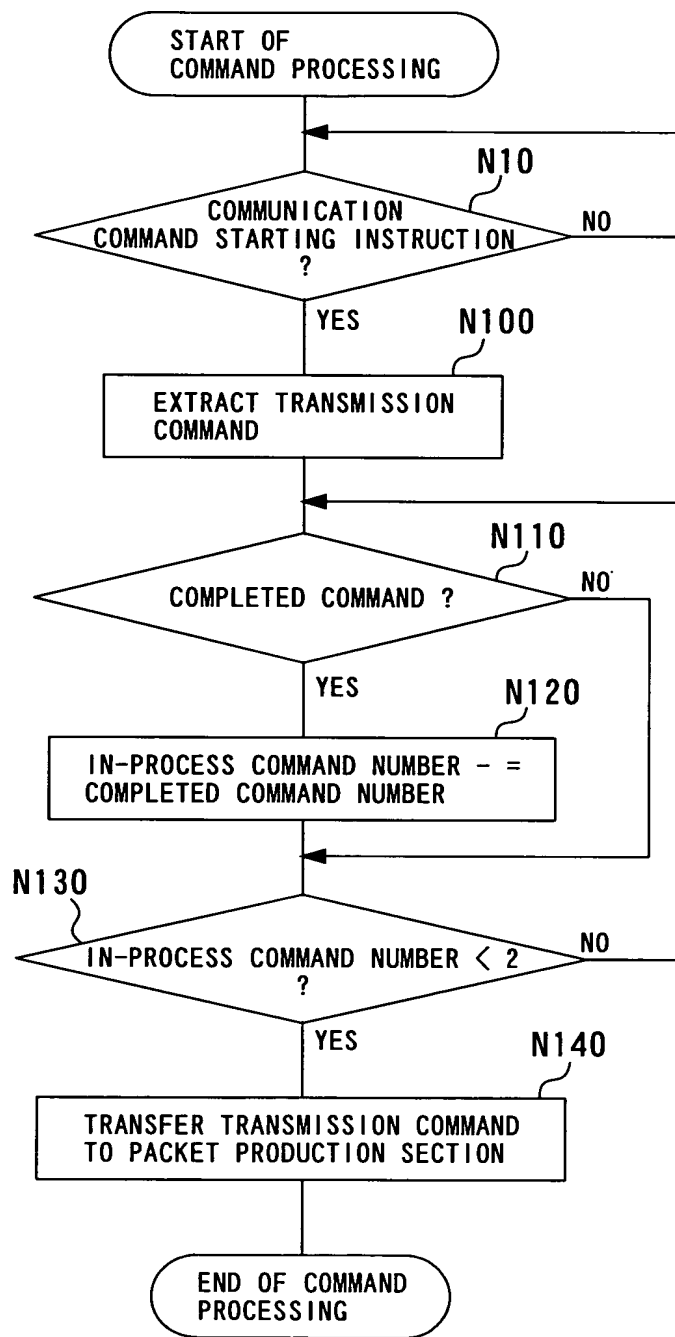 START OF
COMMAND PROCESSING
N10
COMMUNICATION
COMMAND STARTING INSTRUCTION
?
NO
YES
N100
EXTRACT TRANSMISSION
COMMAND
N110
COMPLETED COMMAND ?
NO
YES
N120
IN-PROCESS COMMAND NUMBER - =
COMPLETED COMMAND NUMBER
N130
IN-PROCESS COMMAND NUMBER < 2
?
NO
YES
N140
TRANSFER TRANSMISSION COMMAND
TO PACKET PRODUCTION SECTION
END OF COMMAND
PROCESSING